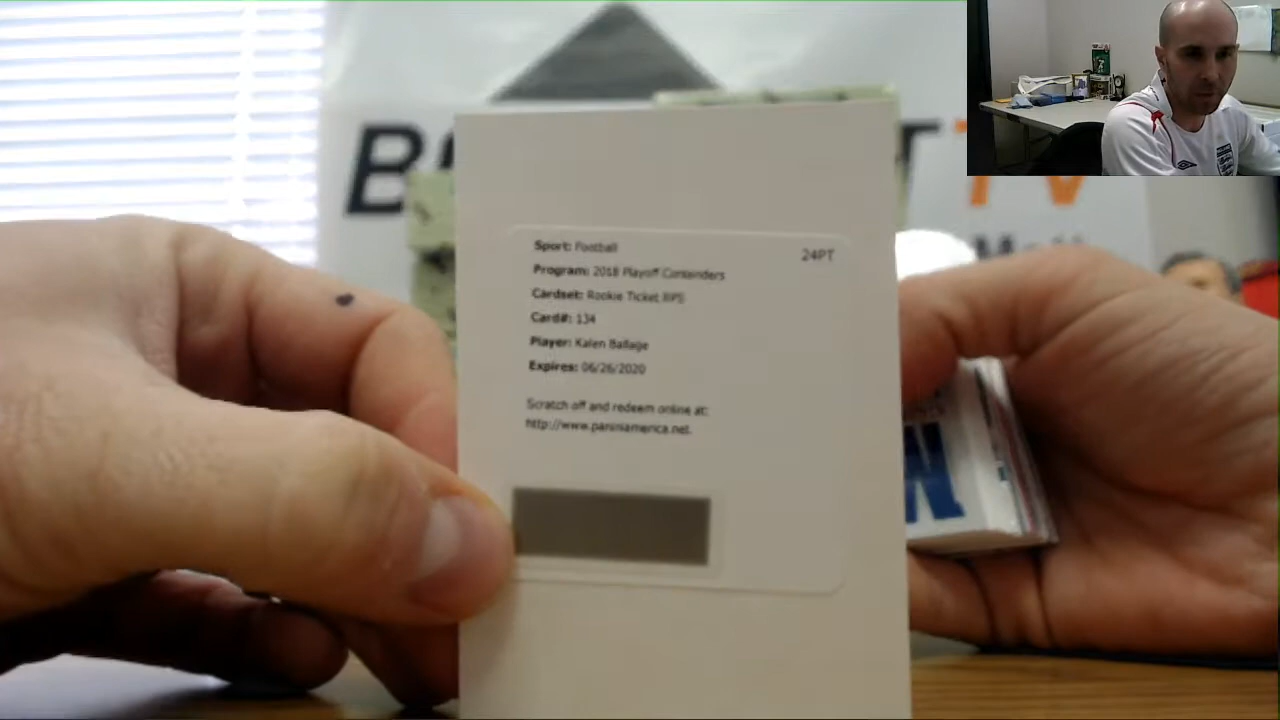 Sport: Football
24PT
Program: 2018 Playoff Contenders
Cardset: Rookie Ticket RPS
Card#: 134
Player: Kalen Ballage
Expires: 06/26/2020
Scratch off and redeem online at:
http://www.paniniamerica.net.